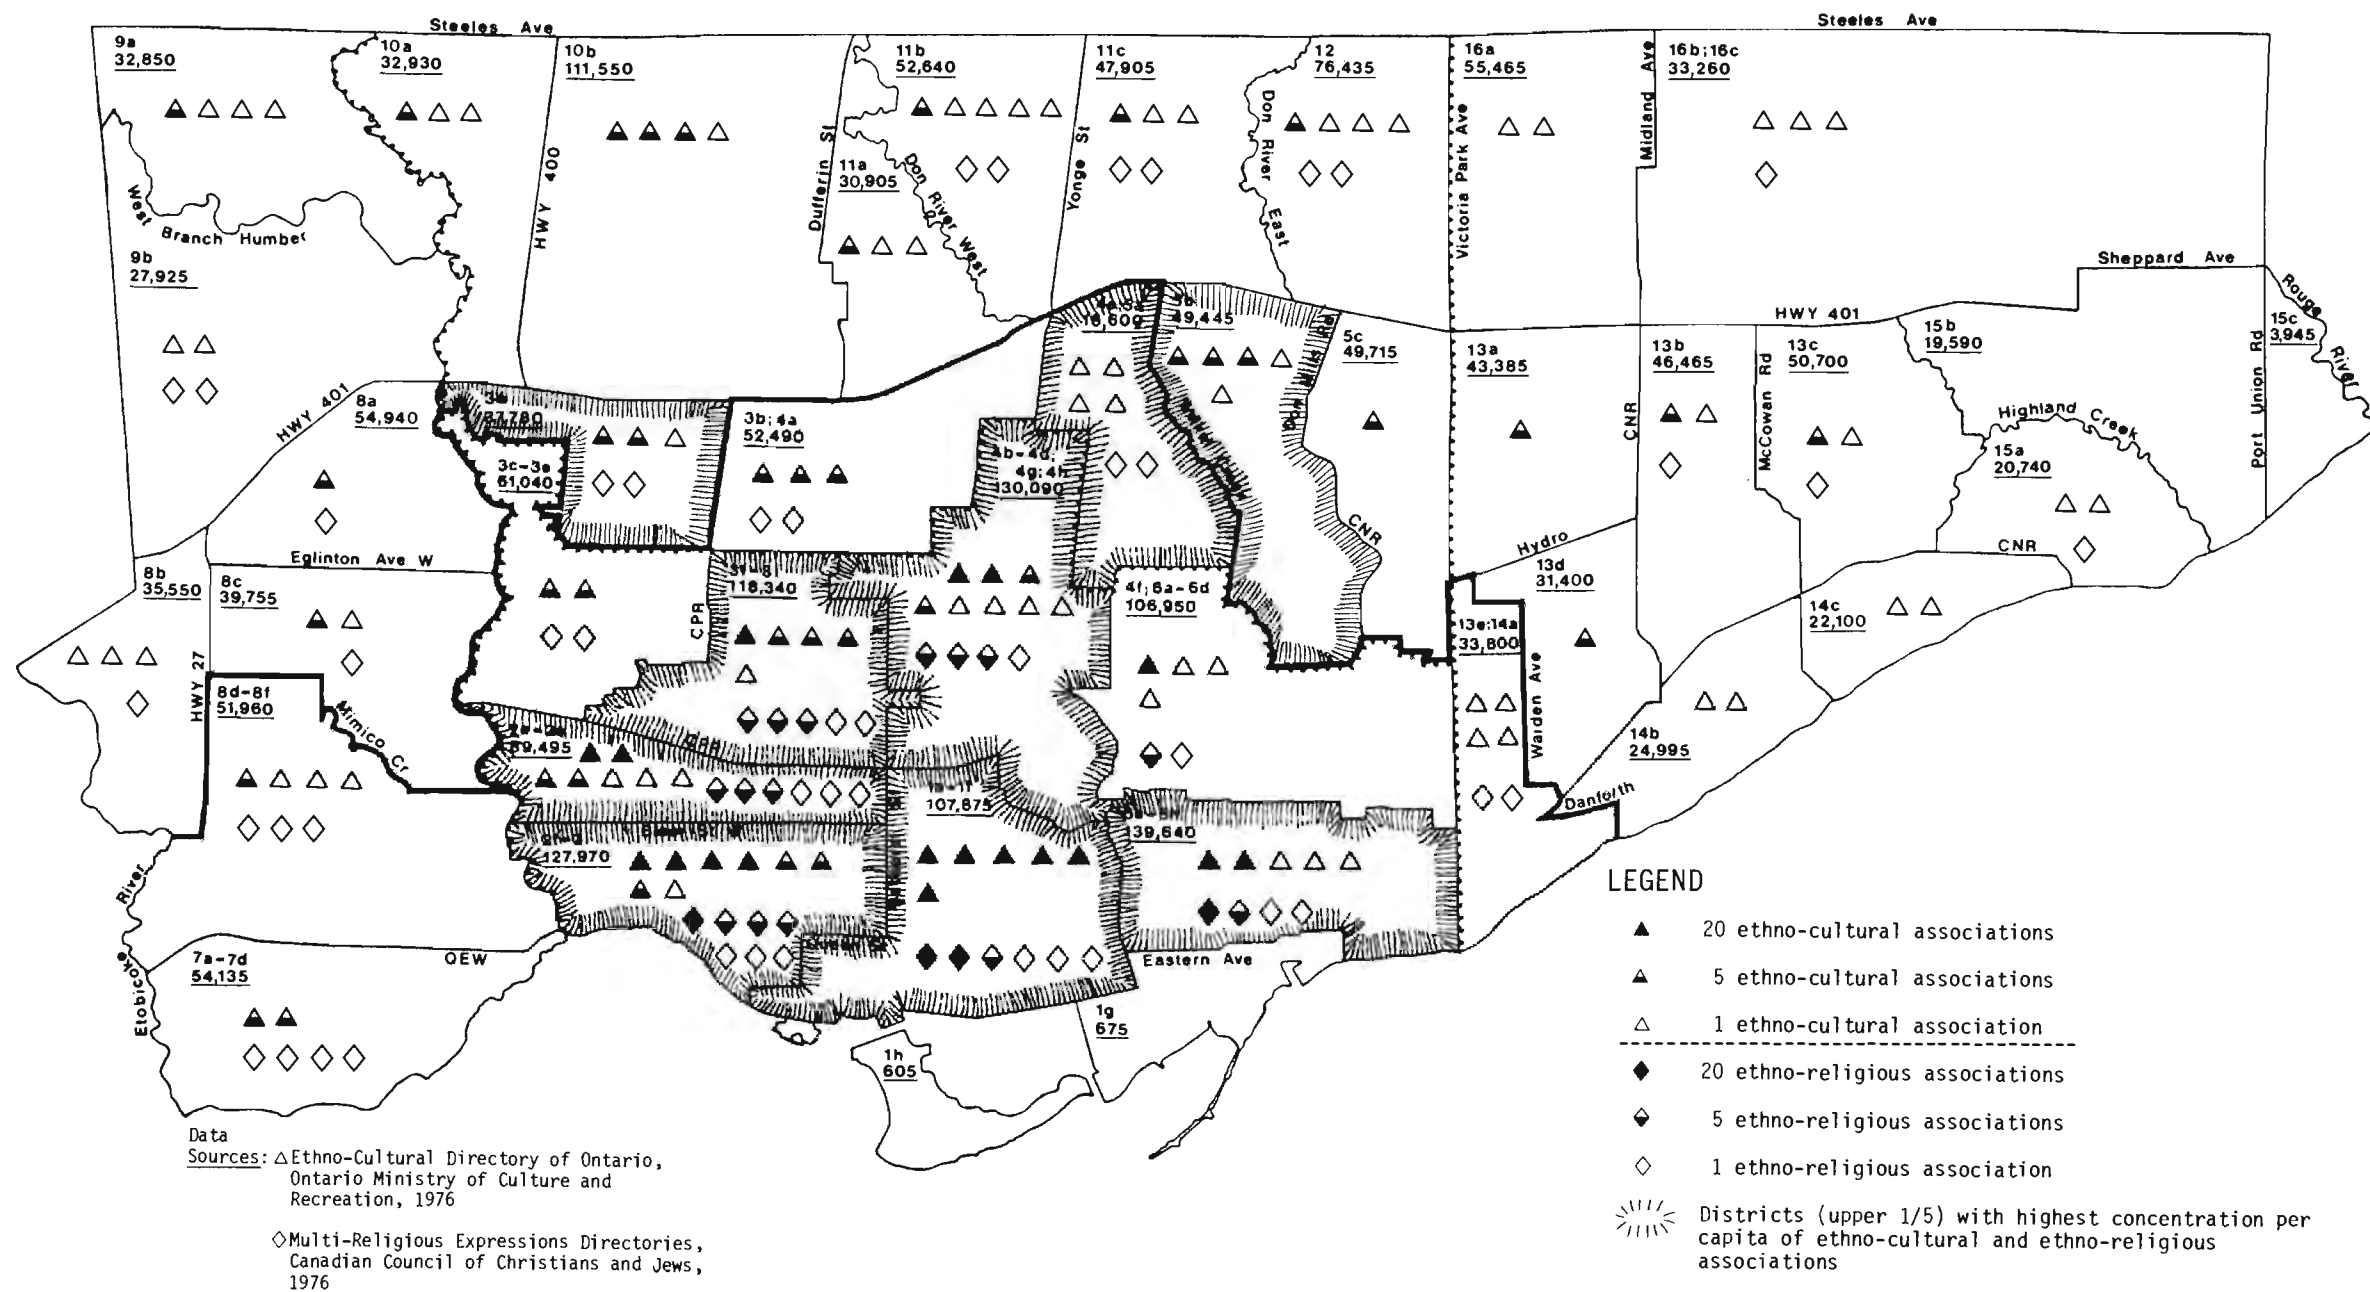 Steeles Ave
Steeles Ave
9a
32,850
10a
32,930
10b
111,550
11b
52,640
11c
47,905
12
76,435
16a
55,465
16b;16c
33,260
HWY 400
Dufferin St
11a
30,905
Don River West
Yonge St
Don River East
Victoria Park Ave
Midland Ave
West Branch Humber
9b
27,925
Sheppard Ave
HWY 401
Rouge River
15c
3,945
Port Union Rd
49,445
Don Mills Rd
5c
49,715
13a
43,385
13b
46,465
CNR
McCowan Rd
13c
50,700
15b
19,590
Highland Creek
15a
20,740
CNR
HWY 401
8a
54,940
3c-3e
61,040
3b;4a
52,490
4b-4d;
4g;4h
130,090
CNR
Hydro
Eglinton Ave W
8b
35,550
8c
39,755
CPR
118,340
4f;6a-6d
106,950
13d
31,400
13e;14a
33,800
14c
22,100
HWY 27
8d-8f
51,960
Mimico Cr
CPR
89,495
Warden Ave
14b
24,995
Danforth
107,875
139,640
127,970
Etobicoke River
7a-7d
54,135
QEW
Eastern Ave
1g
675
1h
605
LEGEND
20 ethno-cultural associations
5 ethno-cultural associations
1 ethno-cultural association
20 ethno-religious associations
5 ethno-religious associations
1 ethno-religious association
Districts (upper 1/5) with highest concentration per
capita of ethno-cultural and ethno-religious
associations
Data
Sources: △Ethno-Cultural Directory of Ontario,
Ontario Ministry of Culture and
Recreation, 1976
◇Multi-Religious Expressions Directories,
Canadian Council of Christians and Jews,
1976